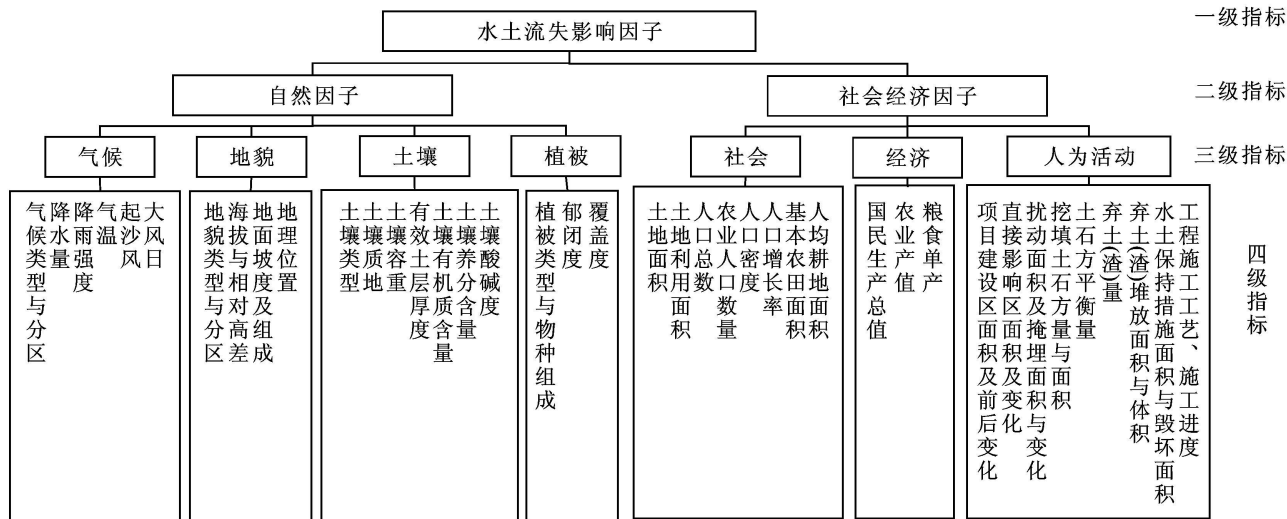 水土流失影响因子
一级指标
自然因子
社会经济因子
二级指标
气候
地貌
土壤
植被
社会
经济
人为活动
三级指标
气候类型与分区
降水量
降雨强度
气温
起沙风
大风日
地貌类型与分区
海拔与相对高差
地面坡度及组成
地理位置
土壤类型
土壤质地
土壤容重
有效土层厚度
土壤有机质含量
土壤养分含量
土壤酸碱度
植被类型与物种组成
郁闭度
覆盖度
土地面积
土地利用面积
人口总数
农业人口数量
人口密度
人口增长率
基本农田面积
人均耕地面积
国民生产总值
农业产值
粮食单产
项目建设区面积及前后变化
直接影响区面积及变化
扰动面积及掩埋面积与变化
挖填土石方量与面积
土石方平衡量
弃土(渣)量
弃土(渣)堆放面积与体积
水土保持措施面积与毁坏面积
工程施工工艺、施工进度
四级指标